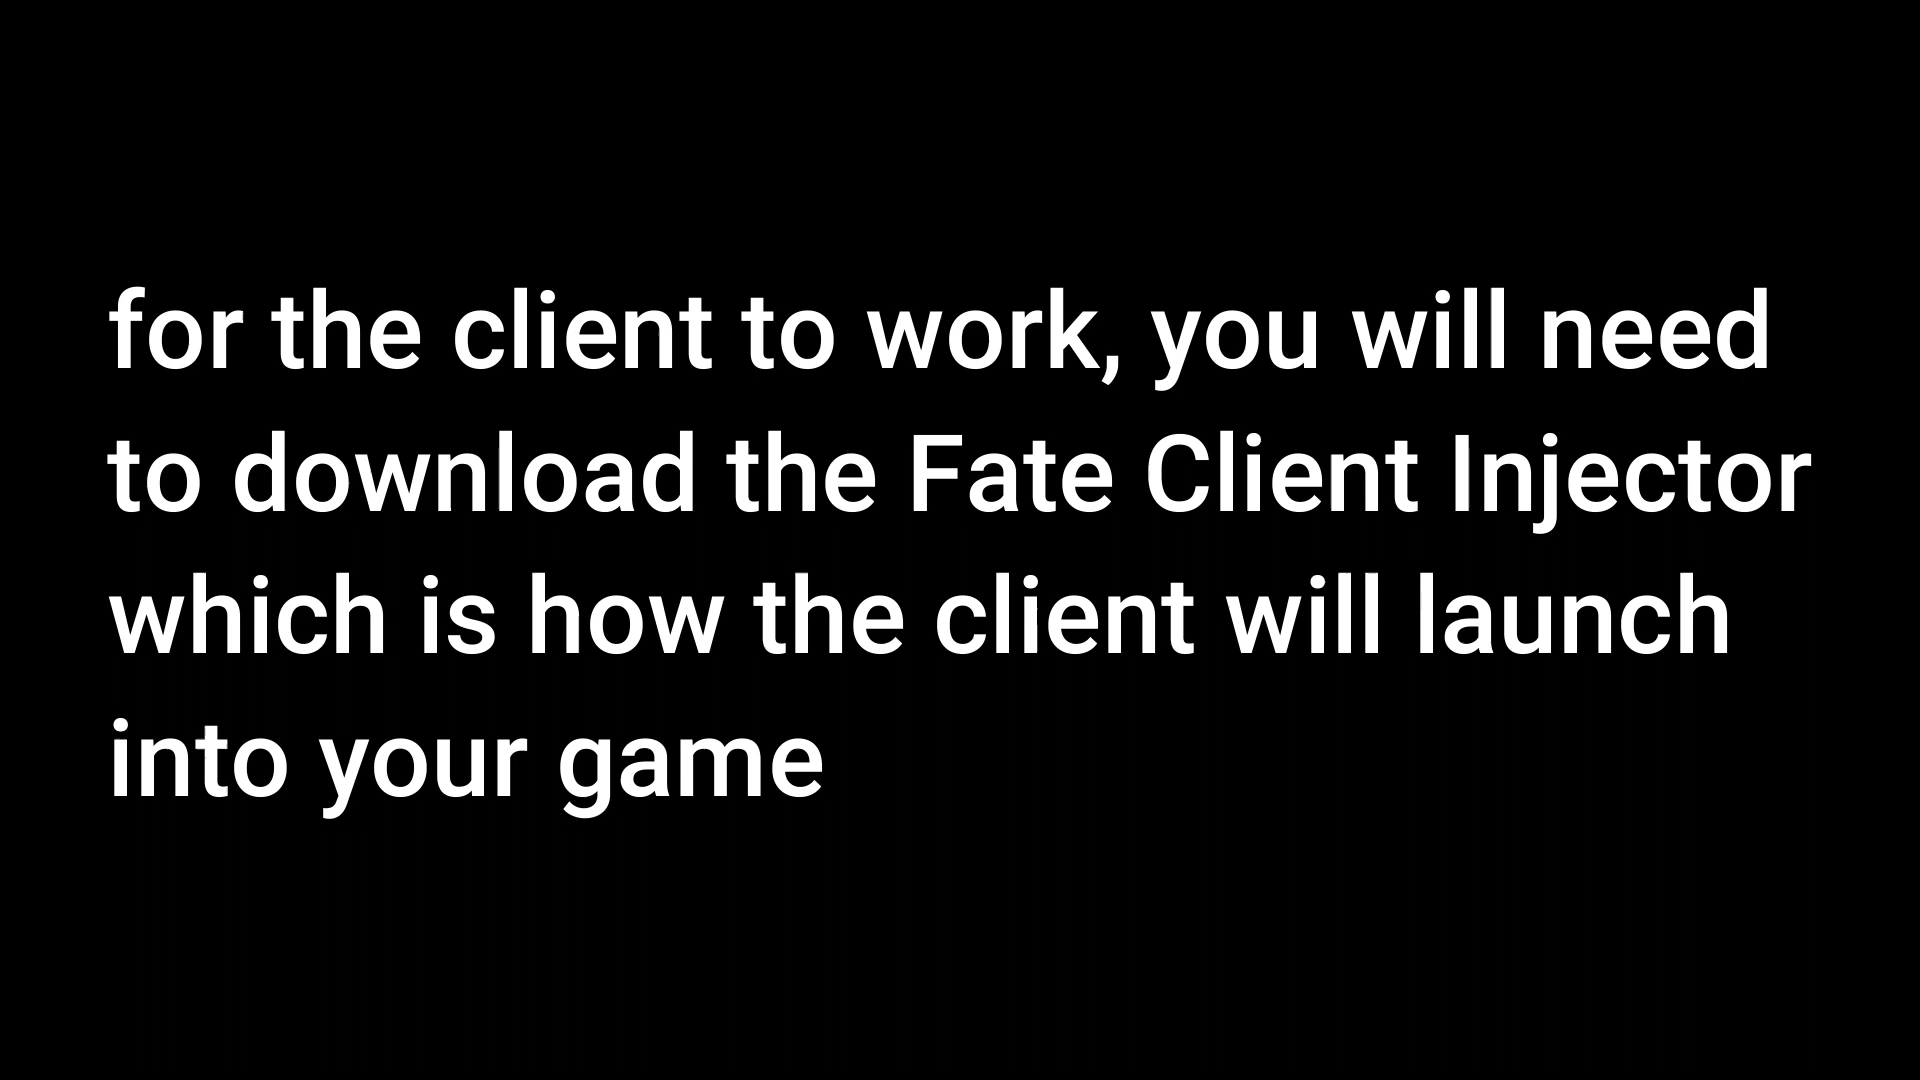 for the client to work, you will need
to download the Fate Client Injector
which is how the client will launch
into your game